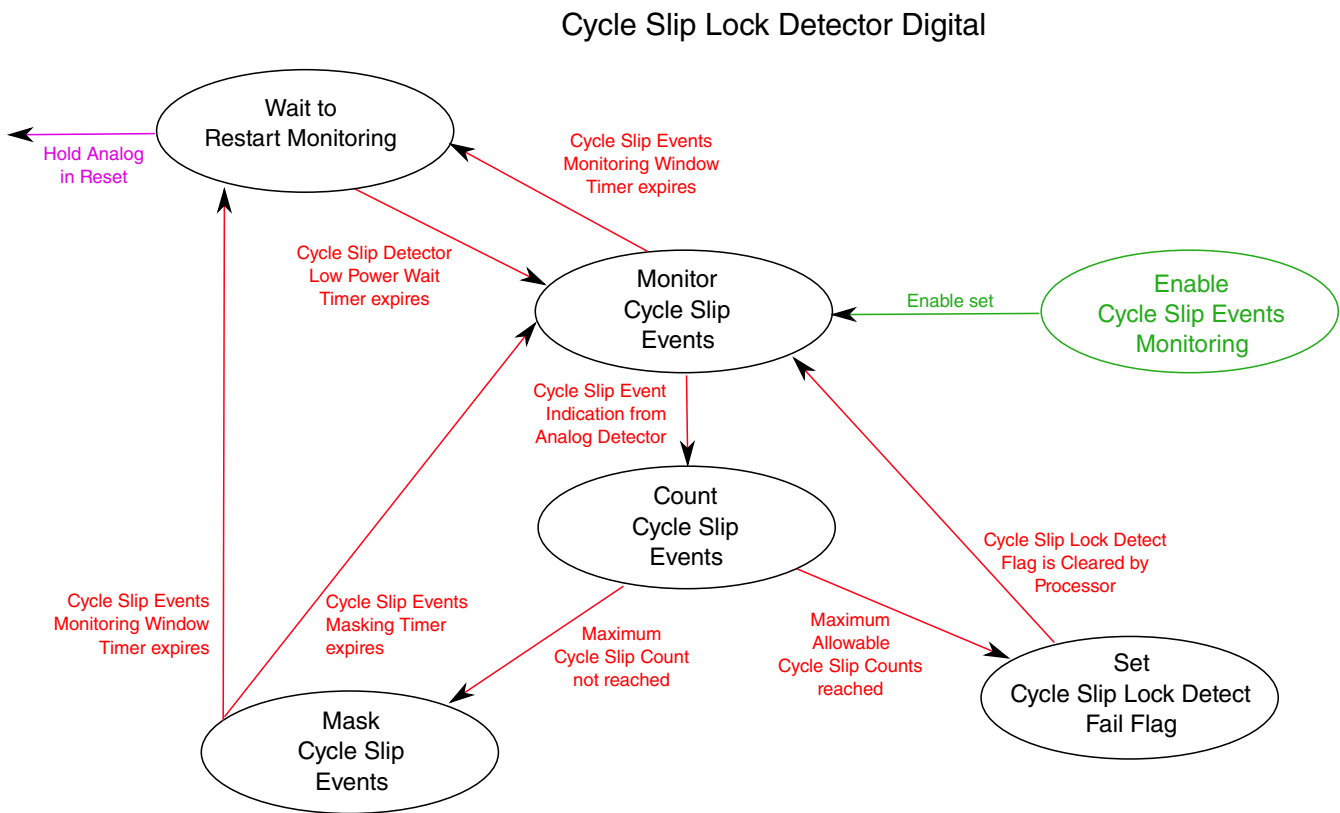 Cycle Slip Lock Detector Digital
Wait to
Restart Monitoring
Hold Analog
in Reset
Cycle Slip Events
Monitoring Window
Timer expires
Cycle Slip Detector
Low Power Wait
Timer expires
Monitor
Cycle Slip
Events
Enable set
Enable
Cycle Slip Events
Monitoring
Cycle Slip Event
Indication from
Analog Detector
Count
Cycle Slip
Events
Cycle Slip Lock Detect
Flag is Cleared by
Processor
Cycle Slip Events
Monitoring Window
Timer expires
Cycle Slip Events
Masking Timer
expires
Maximum
Cycle Slip Count
not reached
Maximum
Allowable
Cycle Slip Counts
reached
Set
Cycle Slip Lock Detect
Fail Flag
Mask
Cycle Slip
Events